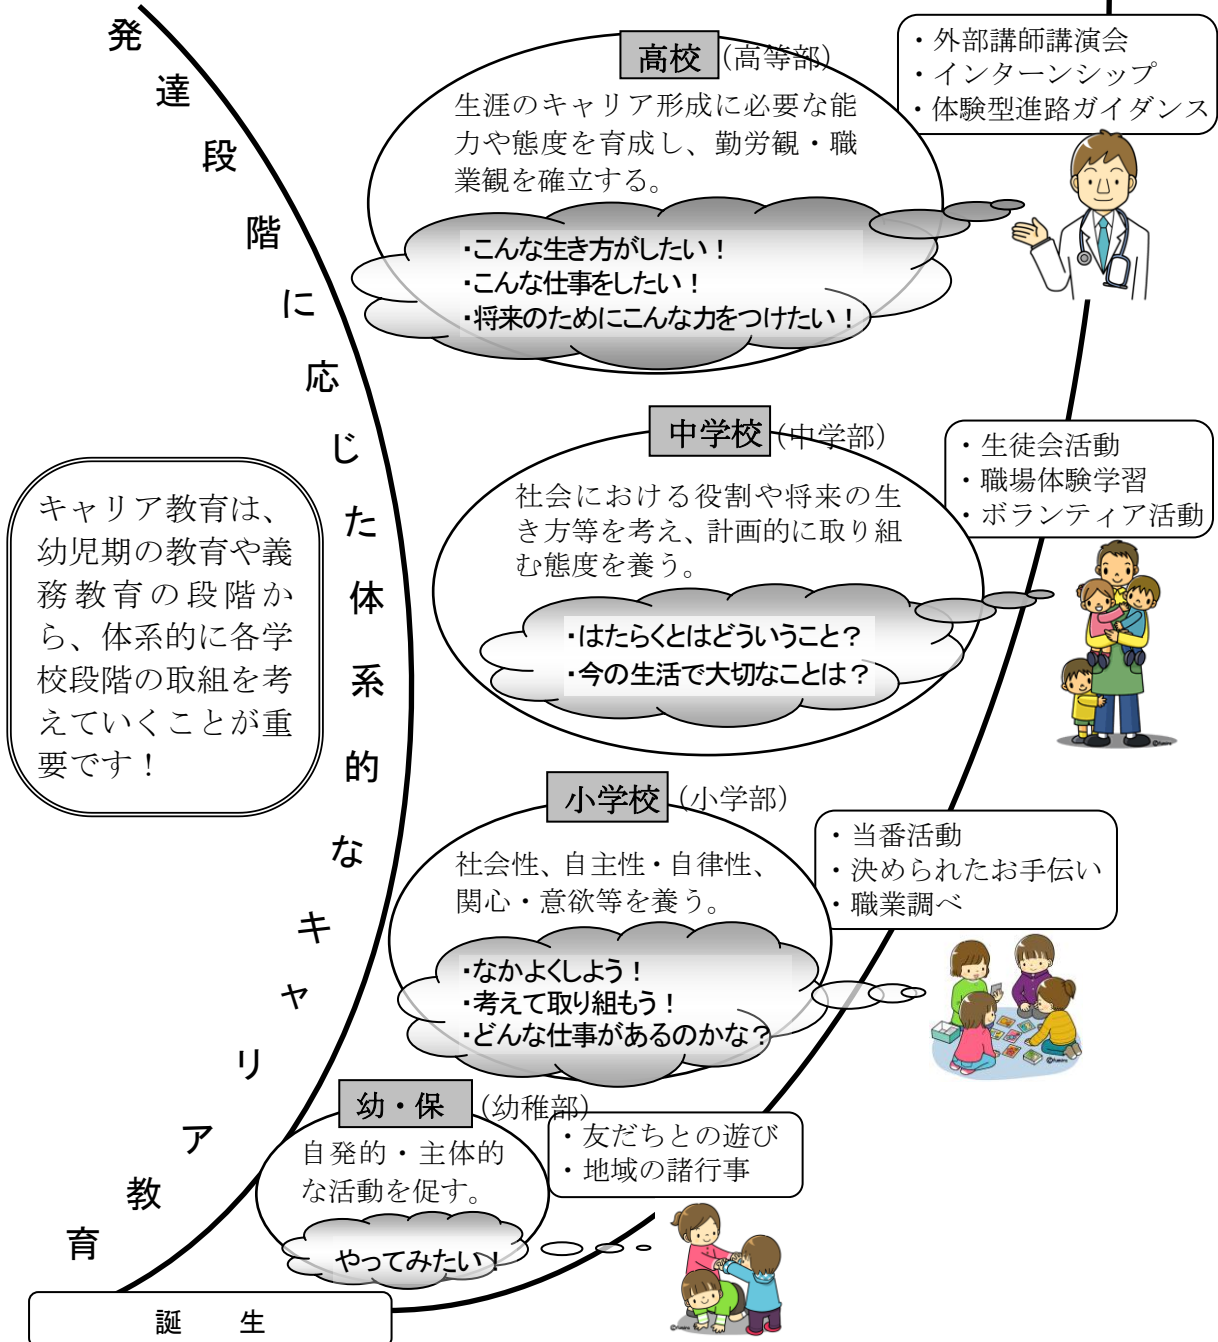 発達段階に応じた体系的なキャリア教育
高校 (高等部)
生涯のキャリア形成に必要な能
力や態度を育成し、勤労観・職
業観を確立する。
・こんな生き方がしたい！
・こんな仕事をしたい！
・将来のためにこんな力をつけたい！
・外部講師講演会
・インターンシップ
・体験型進路ガイダンス
中学校 (中学部)
社会における役割や将来の生
き方等を考え、計画的に取り組
む態度を養う。
・はたらくとはどういうこと？
・今の生活で大切なことは？
・生徒会活動
・職場体験学習
・ボランティア活動
キャリア教育は、
幼児期の教育や義
務教育の段階か
ら、体系的に各学
校段階の取組を考
えていくことが重
要です！
小学校 (小学部)
社会性、自主性・自律性、
関心・意欲等を養う。
・なかよくしよう！
・考えて取り組もう！
・どんな仕事があるのかな？
・当番活動
・決められたお手伝い
・職業調べ
幼・保 (幼稚部)
自発的・主体的
な活動を促す。
やってみたい！
・友だちとの遊び
・地域の諸行事
誕　生